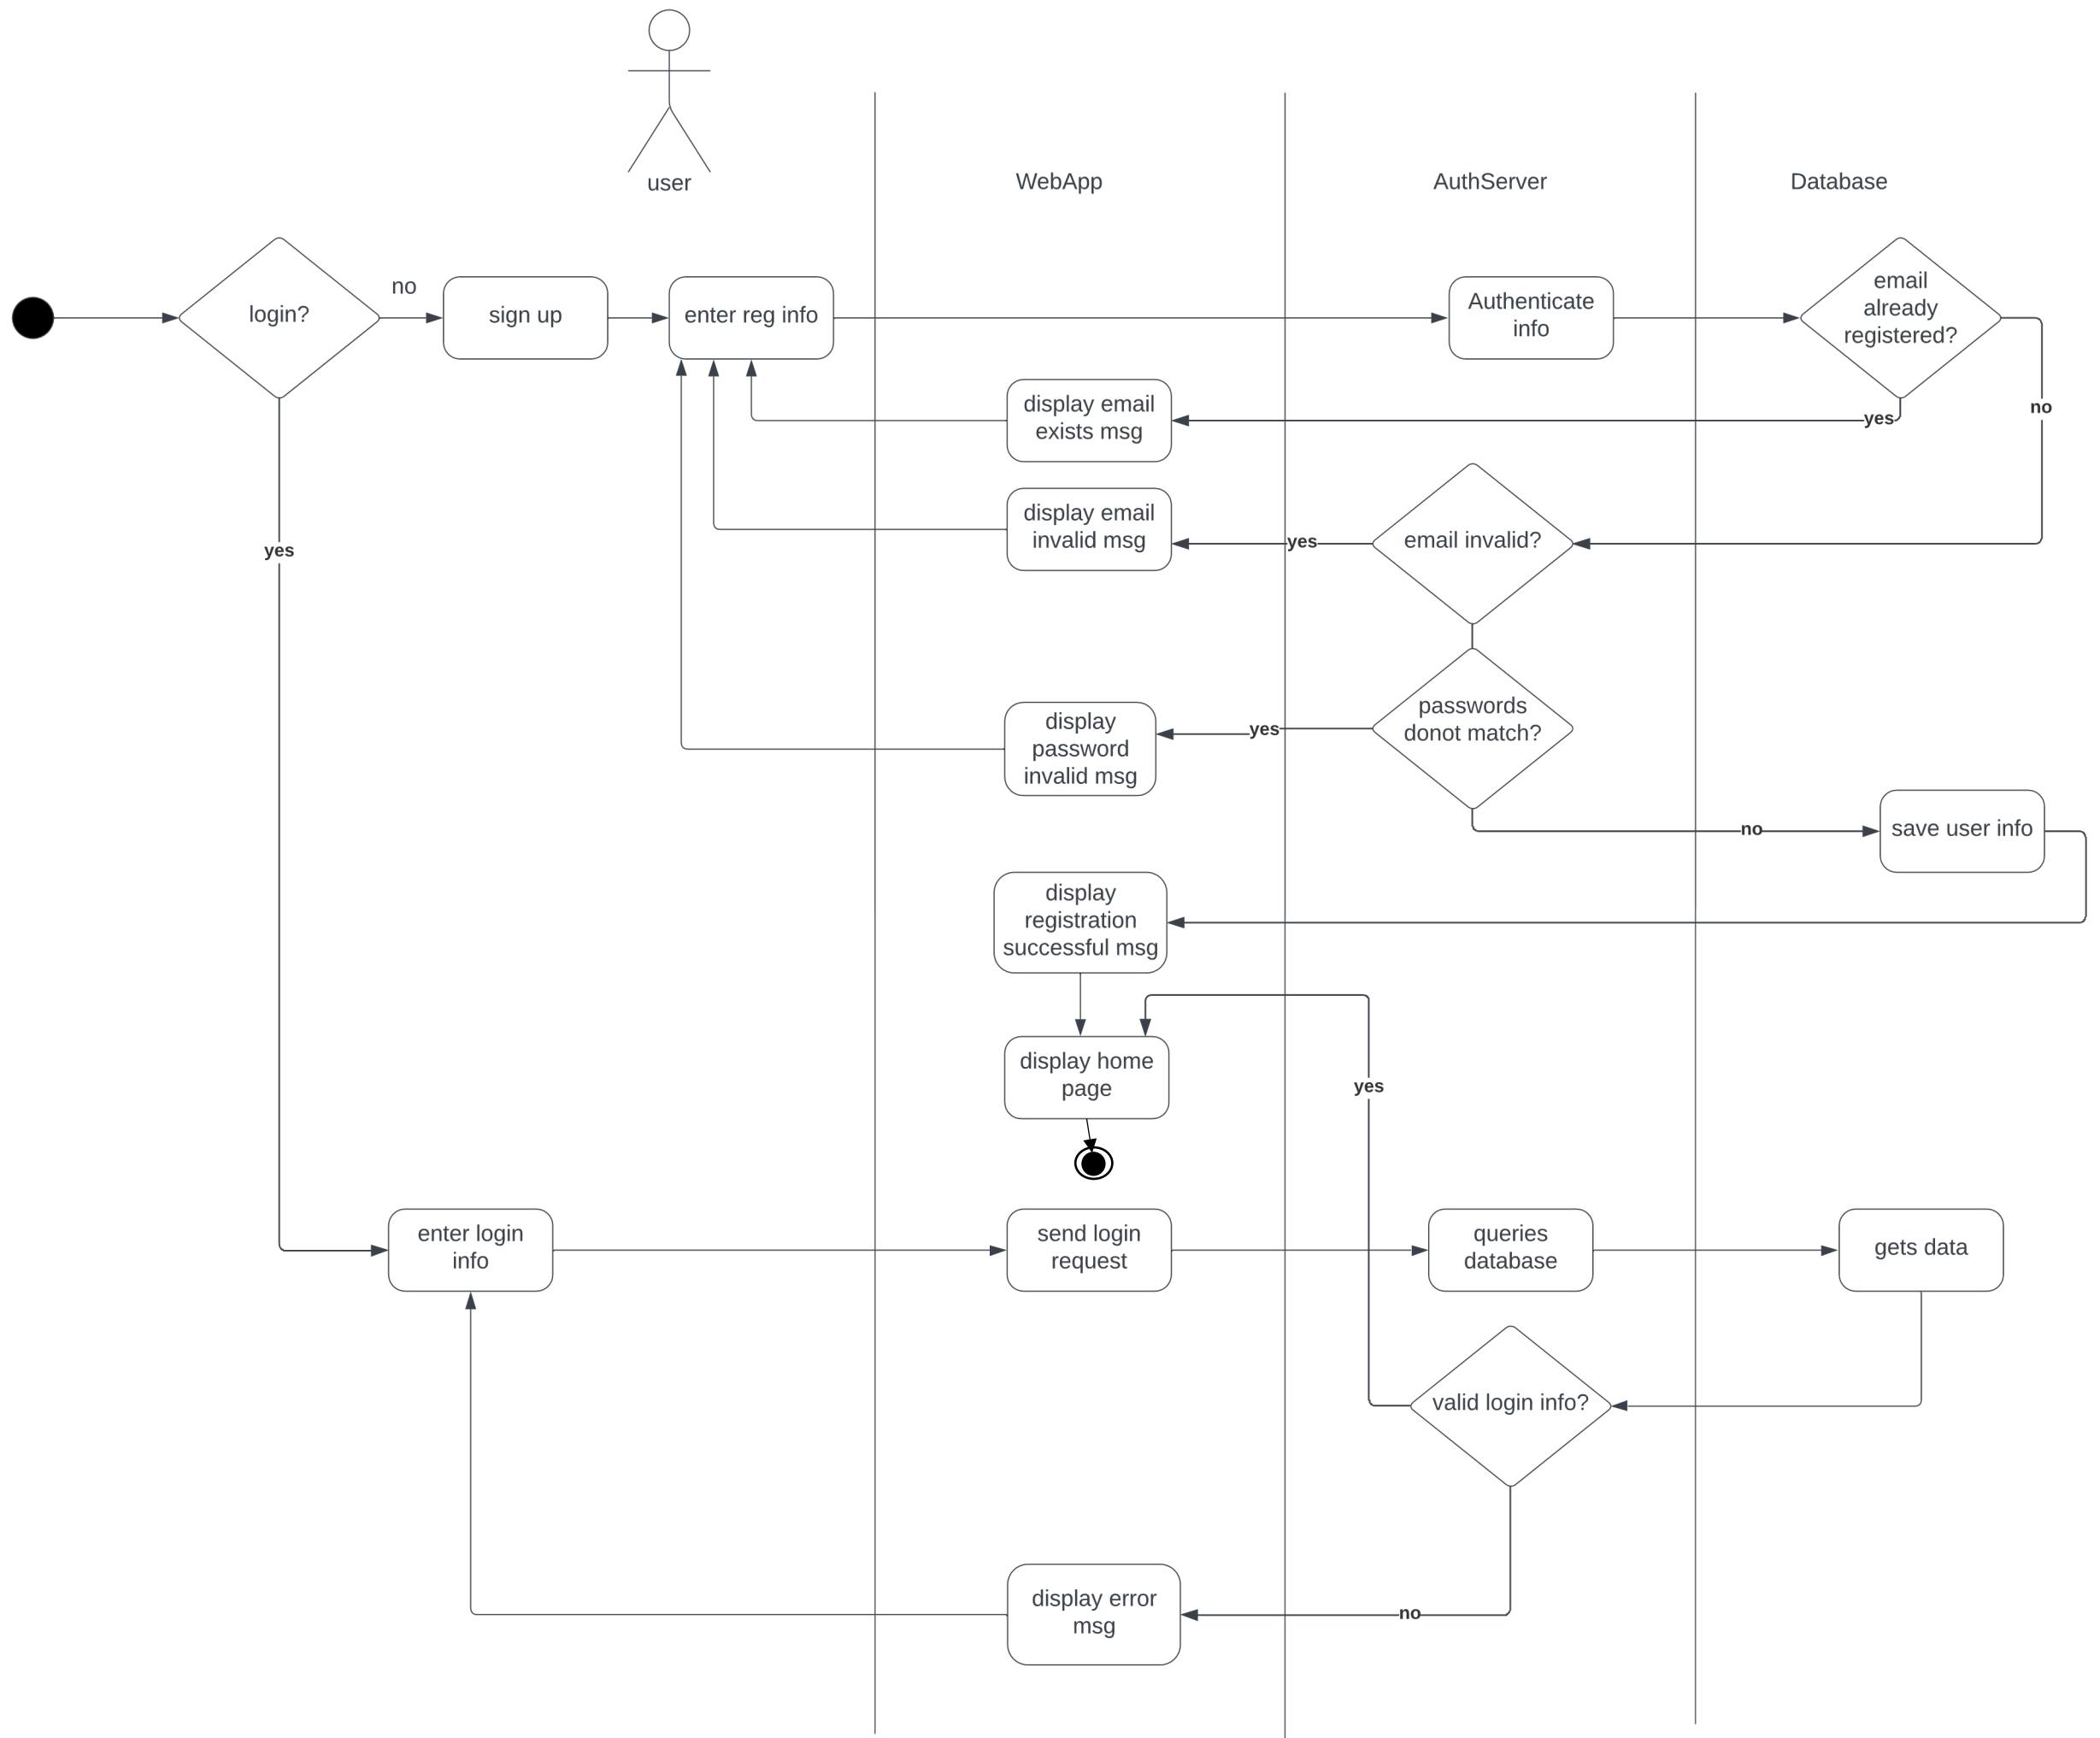 user
WebApp
AuthServer
Database
login?
no
sign up
enter reg info
Authenticate
info
email
already
registered?
no
display email
exists msg
yes
display email
invalid msg
yes
email invalid?
yes
display
password
invalid msg
yes
passwords
donot match?
no
save user info
display
registration
successful msg
display home
page
yes
enter login
info
send login
request
queries
database
gets data
valid login info?
display error
msg
no